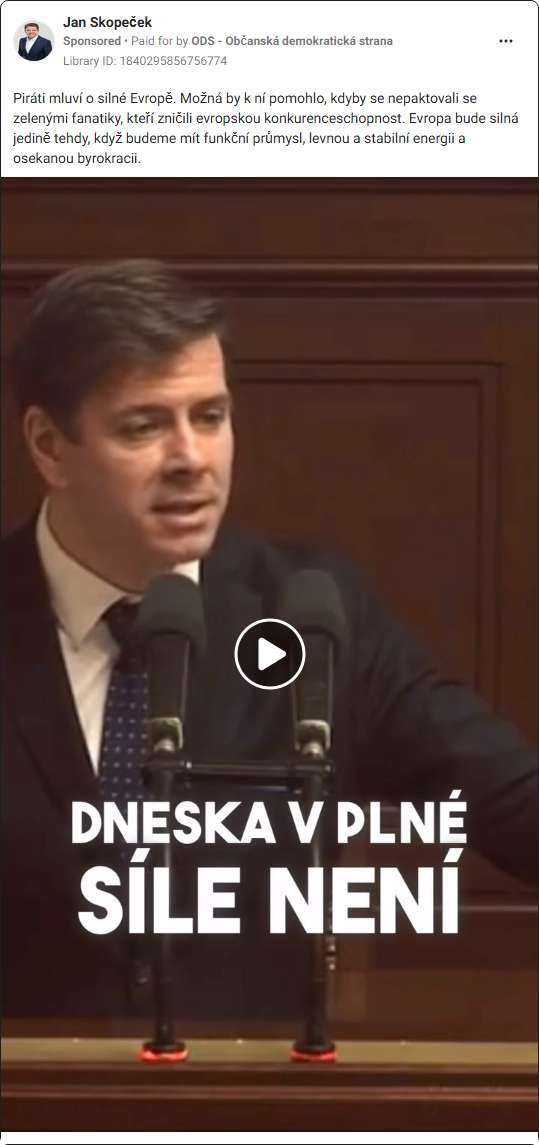 Jan Skopeček
Sponsored • Paid for by ODS - Občanská demokratická strana
Library ID: 1840295856756774
Piráti mluví o silné Evropě. Možná by k ní pomohlo, kdyby se nepaktovali se
zelenými fanatiky, kteří zničili evropskou konkurenceschopnost. Evropa bude silná
jedině tehdy, když budeme mít funkční průmysl, levnou a stabilní energii a
osekanou byrokracii.
DNESKA V PLNÉ
SÍLE NENÍ